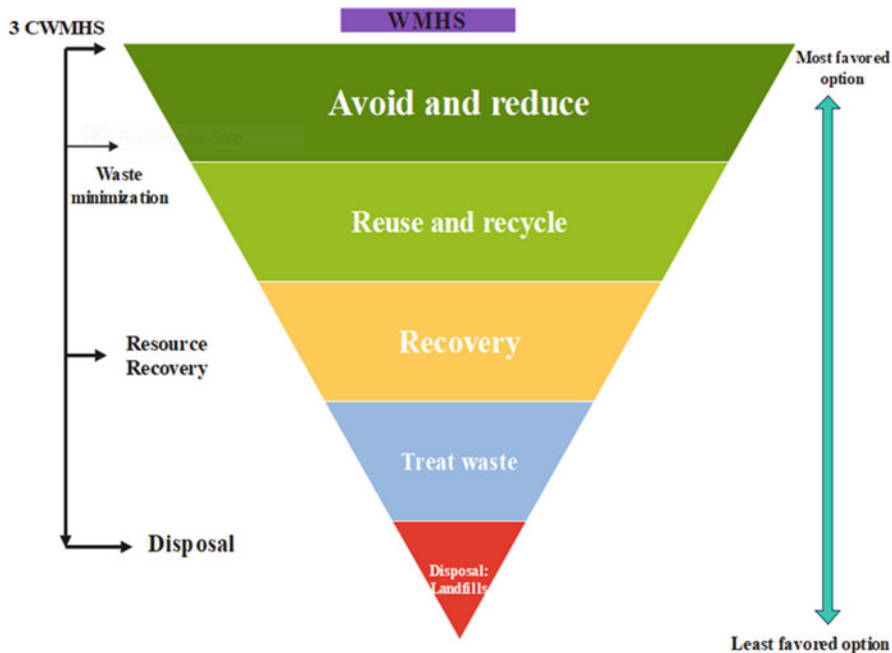 WMHS
3 CWMHS
Most favored
option
Avoid and reduce
Waste
minimization
Reuse and recycle
Resource
Recovery
Recovery
Treat waste
Disposal
Disposal:
Landfills
Least favored option